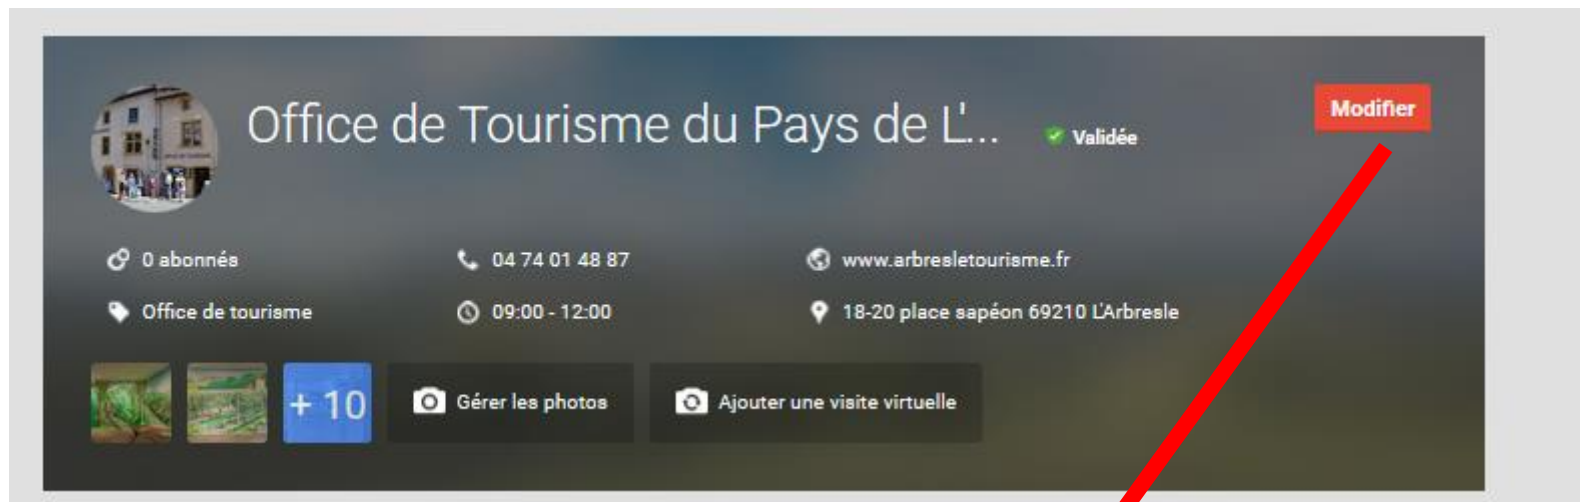 Office de Tourisme du Pays de L'...
Validée
Modifier
0 abonnés
04 74 01 48 87
www.arbresletourisme.fr
Office de tourisme
09:00 - 12:00
18-20 place sapéon 69210 L'Arbresle
+ 10
Gérer les photos
Ajouter une visite virtuelle